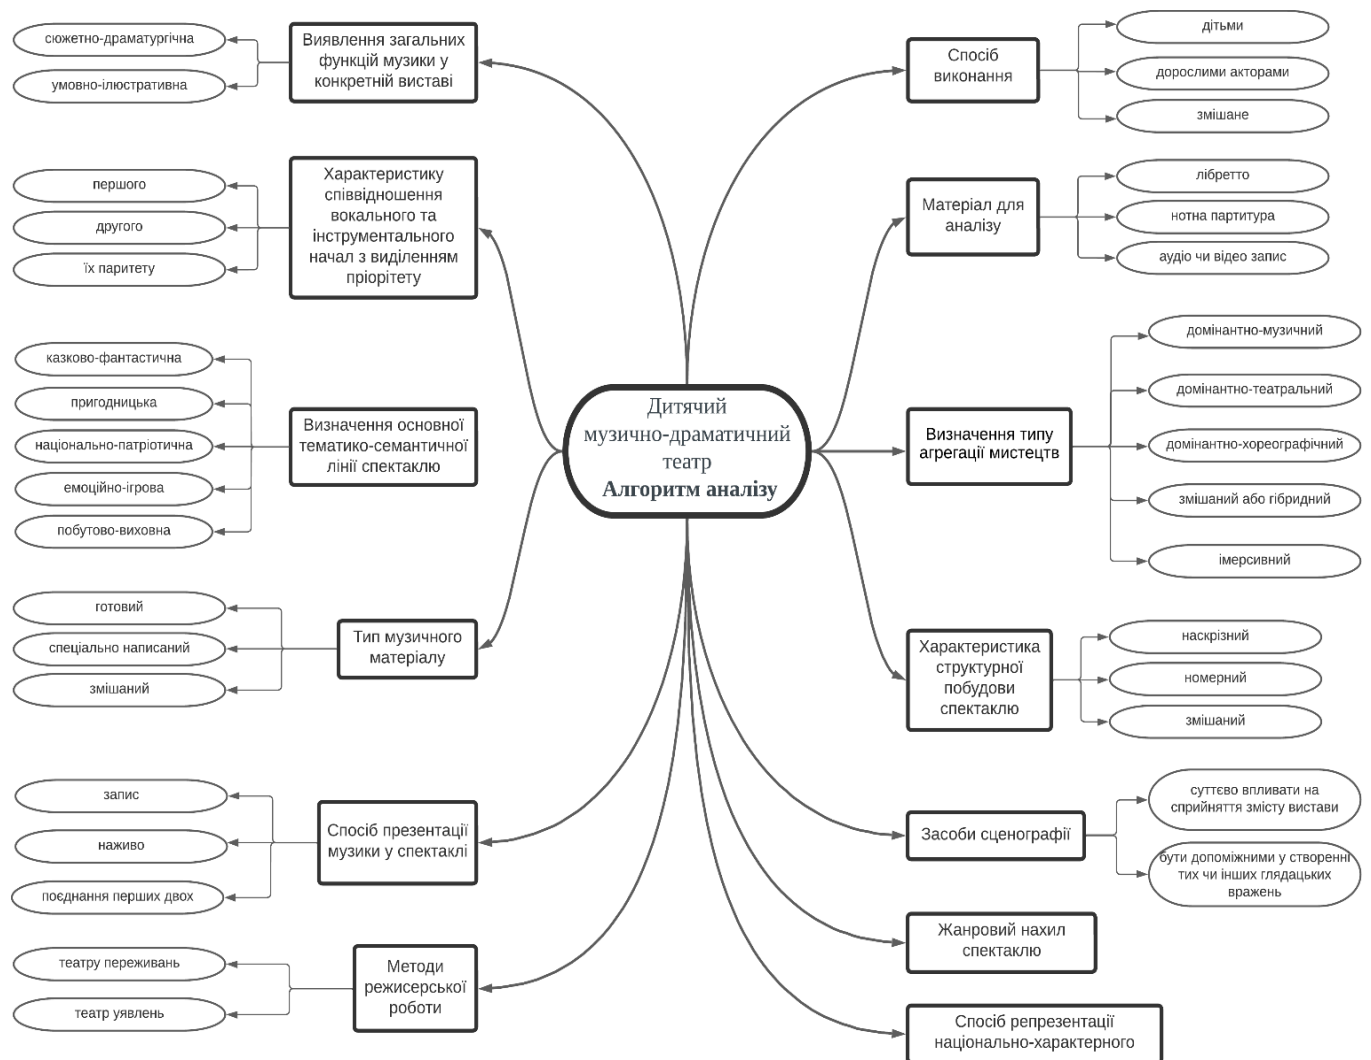 Дитячий
музично-драматичний
театр
Алгоритм аналізу
Виявлення загальних
функцій музики у
конкретній виставі
сюжетно-драматургічна
умовно-ілюстративна
Характеристику
співвідношення
вокального та
інструментального
начал з виділенням
пріорітету
першого
другого
їх паритету
Визначення основної
тематико-семантичної
лінії спектаклю
казково-фантастична
пригодницька
національно-патріотична
емоційно-ігрова
побутово-виховна
Тип музичного
матеріалу
готовий
спеціально написаний
змішаний
Спосіб презентації
музики у спектаклі
запис
наживо
поєднання перших двох
Методи
режисерської
роботи
театру переживань
театр уявлень
Спосіб
виконання
дітьми
дорослими акторами
змішане
Матеріал для
аналізу
лібретто
нотна партитура
аудіо чи відео запис
Визначення типу
агрегації мистецтв
домінантно-музичний
домінантно-театральний
домінантно-хореографічний
змішаний або гібридний
імерсивний
Характеристика
структурної
побудови
спектаклю
наскрізний
номерний
змішаний
Засоби сценографії
суттєво впливати на
сприйняття змісту вистави
бути допоміжними у створенні
тих чи інших глядацьких
вражень
Жанровий нахил
спектаклю
Спосіб репрезентації
національно-характерного